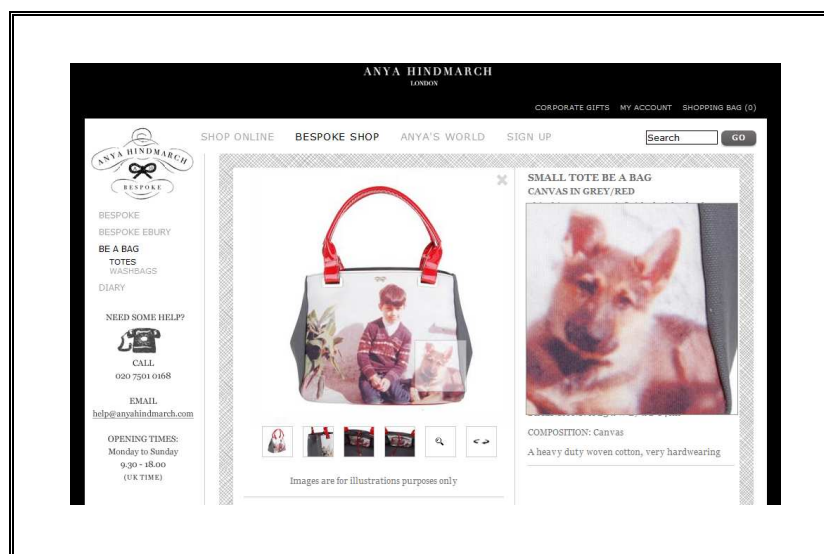 ANYA HINDMARCH
LONDON
CORPORATE GIFTS MY ACCOUNT SHOPPING BAG (0)
SHOP ONLINE BESPOKE SHOP ANYA'S WORLD SIGN UP
Search GO
ANYA HINDMARCH
BESPOKE
BESPOKE
BESPOKE EBURY
BE A BAG
TOTES
WASHBAGS
DIARY
NEED SOME HELP?
CALL
020 7501 0168
EMAIL
help@anyahindmarch.com
OPENING TIMES:
Monday to Sunday
9.30 - 18.00
(UK TIME)
Images are for illustrations purposes only
SMALL TOTE BE A BAG
CANVAS IN GREY/RED
COMPOSITION: Canvas
A heavy duty woven cotton, very hardwearing